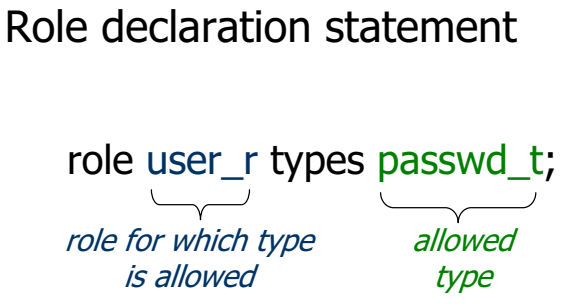 Role declaration statement
role user_r types passwd_t;
role for which type
is allowed
allowed
type